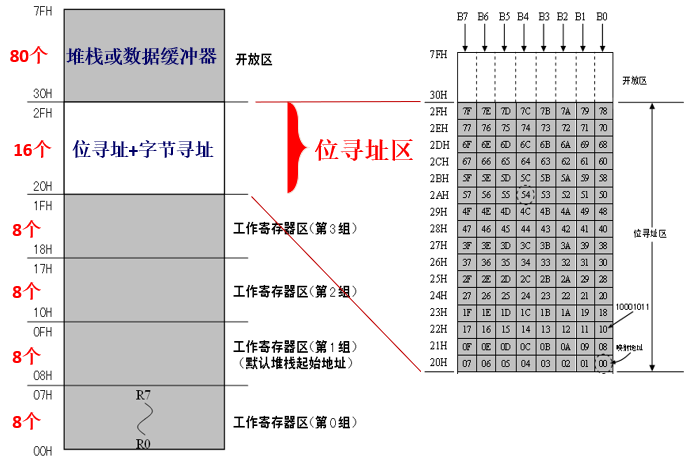 7FH
80个
堆栈或数据缓冲器
开放区
30H
2FH
16个
位寻址+字节寻址
位寻址区
20H
1FH
8个
工作寄存器区(第3组)
18H
17H
8个
工作寄存器区(第2组)
10H
0FH
8个
工作寄存器区(第1组)
(默认堆栈起始地址)
08H
07H
R7
8个
工作寄存器区(第0组)
R0
00H
B7 B6 B5 B4 B3 B2 B1 B0
7FH
开放区
30H
2FH 7F 7E 7D 7C 7B 7A 79 78
2EH 77 76 75 74 73 72 71 70
2DH 6F 6E 6D 6C 6B 6A 69 68
2CH 67 66 65 64 63 62 61 60
2BH 5F 5E 5D 5C 5B 5A 59 58
2AH 57 56 55 54 53 52 51 50
29H 4F 4E 4D 4C 4B 4A 49 48
28H 47 46 45 44 43 42 41 40
27H 3F 3E 3D 3C 3B 3A 39 38
26H 37 36 35 34 33 32 31 30
25H 2F 2E 2D 2C 2B 2A 29 28
24H 27 26 25 24 23 22 21 20
23H 1F 1E 1D 1C 1B 1A 19 18
22H 17 16 15 14 13 12 11 10
21H 0F 0E 0D 0C 0B 0A 09 08
20H 07 06 05 04 03 02 01 00
位寻址区
10001011
映射地址